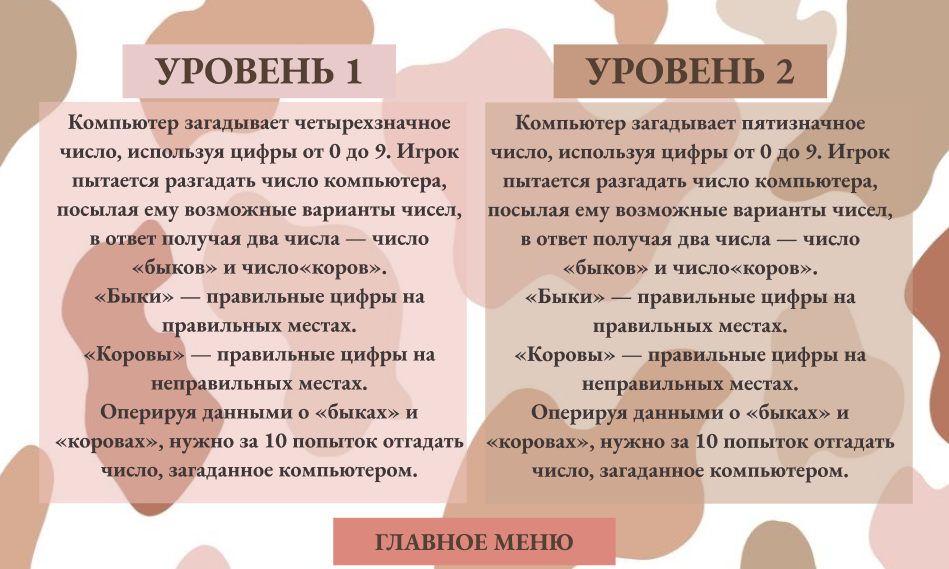 УРОВЕНЬ 1
Компьютер загадывает четырехзначное
число, используя цифры от 0 до 9. Игрок
пытается разгадать число компьютера,
посылая ему возможные варианты чисел,
в ответ получая два числа — число
«быков» и число«коров».
«Быки» — правильные цифры на
правильных местах.
«Коровы» — правильные цифры на
неправильных местах.
Оперируя данными о «быках» и
«коровах», нужно за 10 попыток отгадать
число, загаданное компьютером.
УРОВЕНЬ 2
Компьютер загадывает пятизначное
число, используя цифры от 0 до 9. Игрок
пытается разгадать число компьютера,
посылая ему возможные варианты чисел,
в ответ получая два числа — число
«быков» и число«коров».
«Быки» — правильные цифры на
правильных местах.
«Коровы» — правильные цифры на
неправильных местах.
Оперируя данными о «быках» и
«коровах», нужно за 10 попыток отгадать
число, загаданное компьютером.
ГЛАВНОЕ МЕНЮ